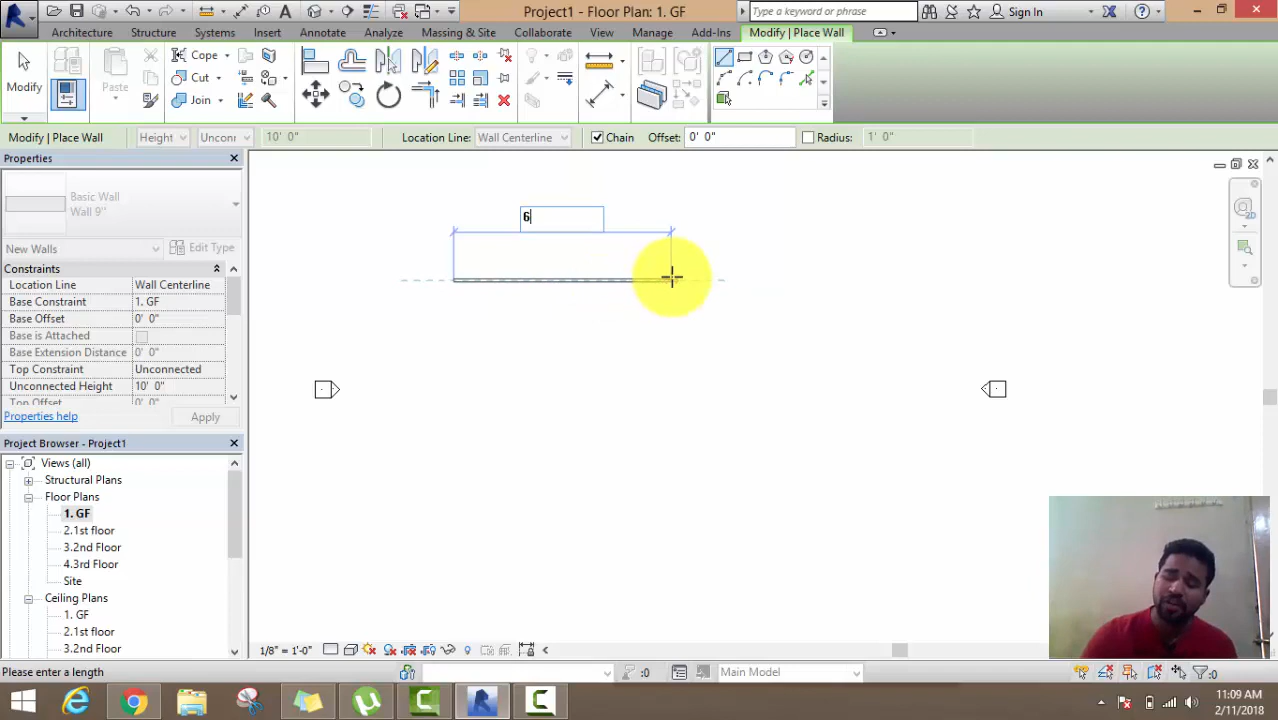 Project1 - Floor Plan: 1. GF
Type a keyword or phrase
Sign In
Architecture Structure Systems Insert Annotate Analyze Massing & Site Collaborate View Manage Add-Ins Modify | Place Wall
Modify
Paste
Cope
Cut
Join
Modify | Place Wall
Height
Uncon
10' 0"
Location Line: Wall Centerline
Chain
Offset: 0' 0"
Radius: 1' 0"
Properties
Basic Wall
Wall 9"
New Walls
Edit Type
Constraints
Location Line Wall Centerline
Base Constraint 1. GF
Base Offset 0' 0"
Base is Attached
Base Extension Distance 0' 0"
Top Constraint Unconnected
Unconnected Height 10' 0"
Top Offset 0' 0"
Properties help
Apply
6
Project Browser - Project1
Views (all)
Structural Plans
Floor Plans
1. GF
2.1st floor
3.2nd floor
4.3rd floor
Site
Ceiling Plans
1. GF
2.1st floor
3.2nd floor
1/8" = 1'-0"
Please enter a length
:0
Main Model
:0
11:09 AM
2/11/2018